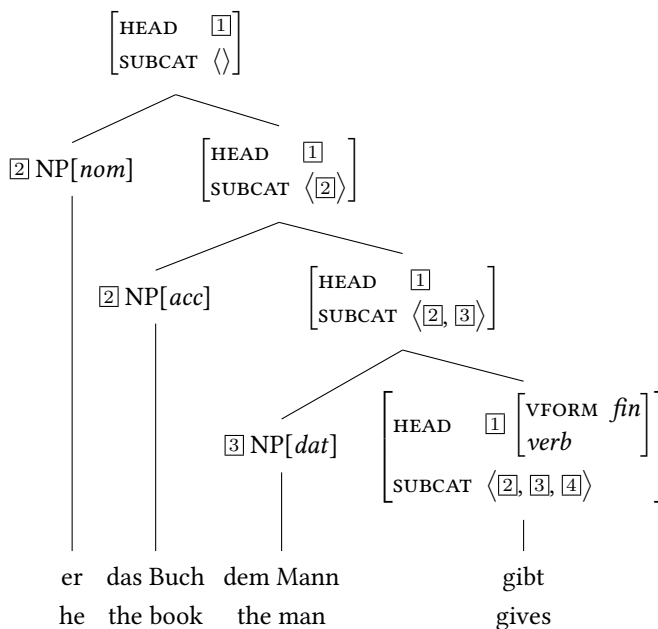 HEAD 1
SUBCAT ⟨⟩
2 NP[nom]
HEAD 1
SUBCAT ⟨2⟩
2 NP[acc]
HEAD 1
SUBCAT ⟨2, 3⟩
3 NP[dat]
HEAD 1 [VFORM fin
verb]
SUBCAT ⟨2, 3, 4⟩
er das Buch dem Mann gibt
he the book the man gives